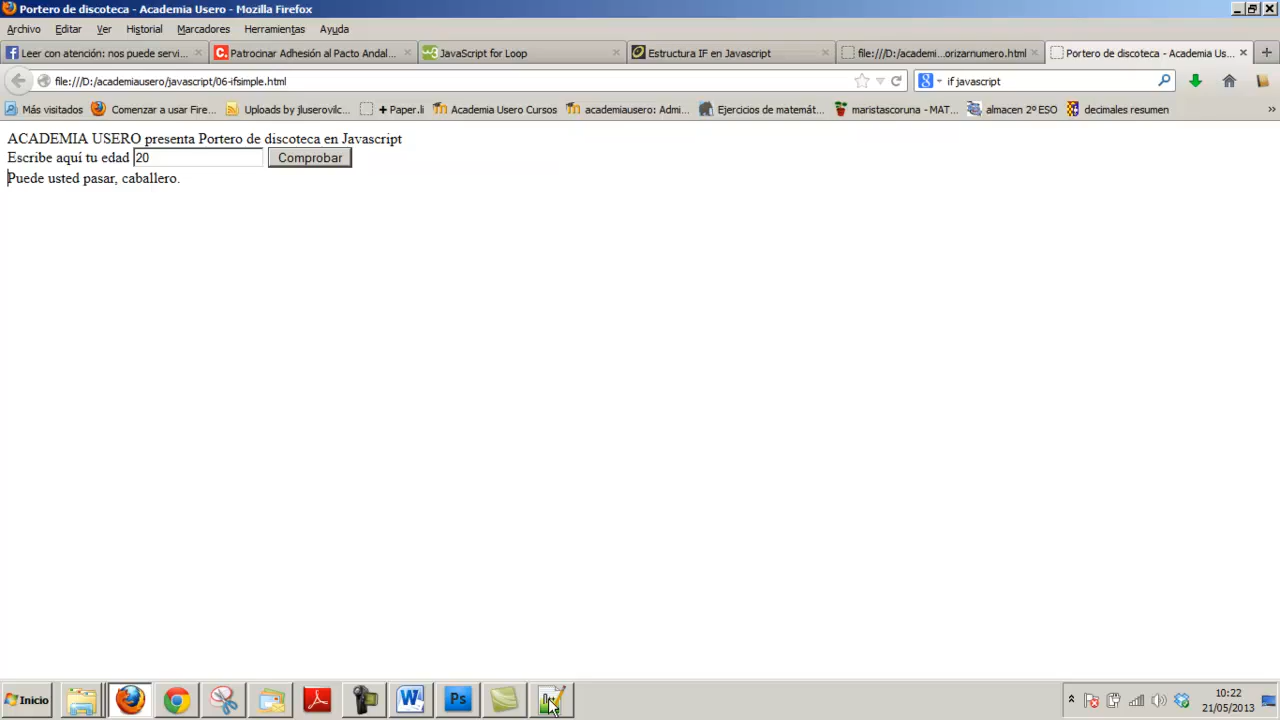 Portero de discoteca - Academia Usero - Mozilla Firefox
Archivo Editar Ver Historial Marcadores Herramientas Ayuda
Leer con atención: nos puede servi... Patrocinar Adhesión al Pacto Andal... JavaScript for Loop Estructura IF en Javascript file:///D:/academi...orizarnumero.html Portero de discoteca - Academia Us...
file:///D:/academiausero/javascript/06-ifsimple.html if javascript
Más visitados Comenzar a usar Fire... Uploads by jluserovilc... + Paper.li Academia Usero Cursos academiausero: Admi... Ejercicios de matemát... maristascoruna - MAT... almacen 2º ESO decimales resumen »
ACADEMIA USERO presenta Portero de discoteca en Javascript
Escribe aquí tu edad 20 Comprobar
Puede usted pasar, caballero.
Inicio 10:22
21/05/2013